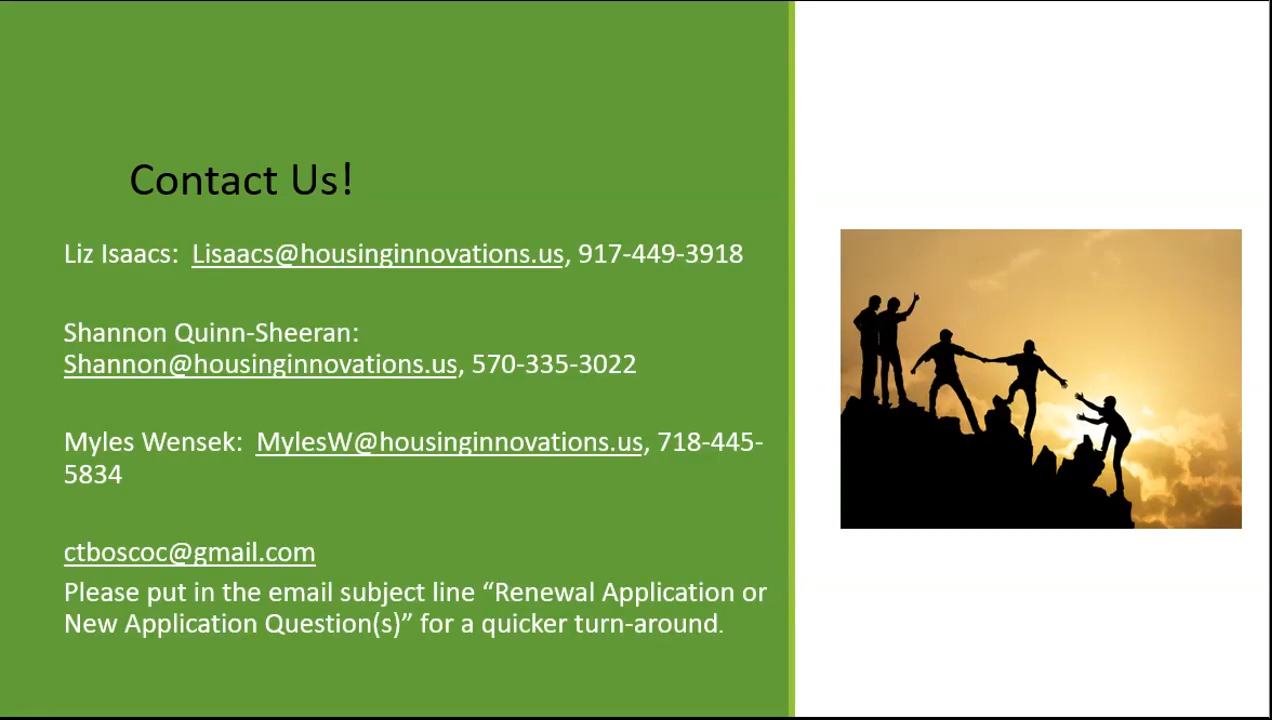 Contact Us!
Liz Isaacs:  Lisaacs@housinginnovations.us, 917-449-3918
Shannon Quinn-Sheeran:
Shannon@housinginnovations.us, 570-335-3022
Myles Wensek:  MylesW@housinginnovations.us, 718-445-
5834
ctboscoc@gmail.com
Please put in the email subject line “Renewal Application or
New Application Question(s)” for a quicker turn-around.